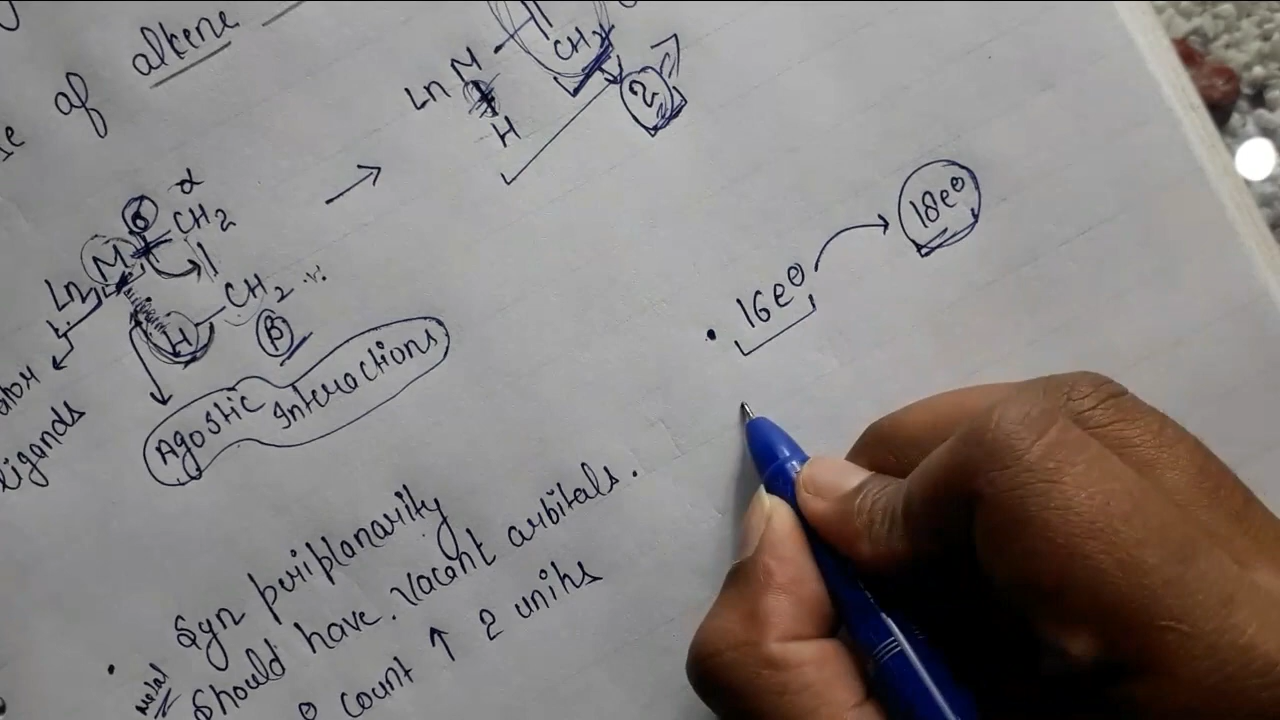 of alkene
CH2
Ln M
2
H
α
σ
CH2
Ln M
CH2
H
β
Ligands
Agostic Interactions
18e⊖
• 16e⊖
• Syn periplanarity
metal Should have vacant orbitals.
count ↑ 2 units